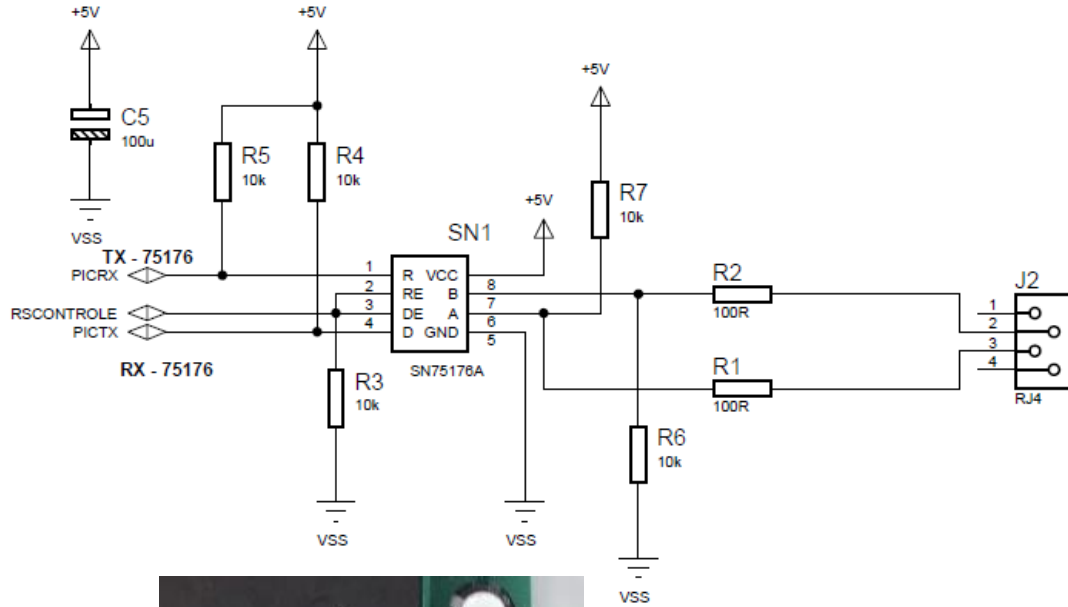 +5V
+5V
+5V
C5
100u
R5
10k
R4
10k
R7
10k
+5V
VSS
SN1
TX - 75176
PICRX
1 R VCC 8
R2
100R
J2
1
2
3
4
RJ4
2 RE B 7
RSCONTROLE
3 DE A 6
PICTX
4 D GND 5
RX - 75176
SN75176A
R1
100R
R3
10k
R6
10k
VSS
VSS
VSS